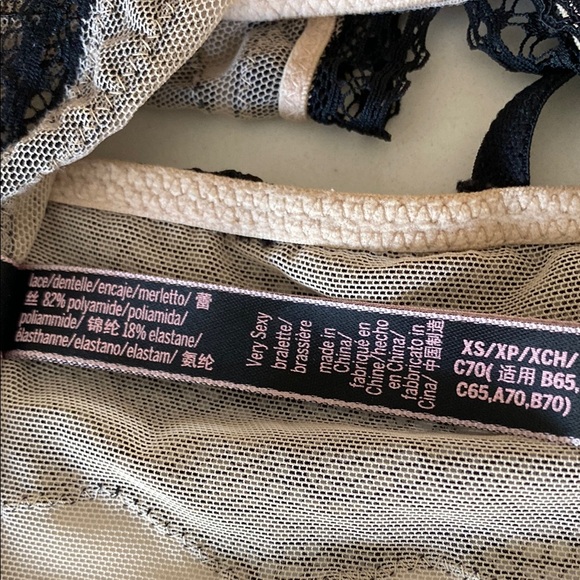 lace/dentelle/encaje/merletto/ 蕾
丝 82% polyamide/poliamida/
poliammide/ 锦纶 18% elastane/
élasthanne/elastano/elastam/ 氨纶
Very Sexy
bralette/
brassière
made in
China/
fabriqué en
Chine/hecho
en China/
fabbricato in
Cina/ 中国制造
XS/XP/XCH/
C70( 适用 B65,
C65,A70,B70)